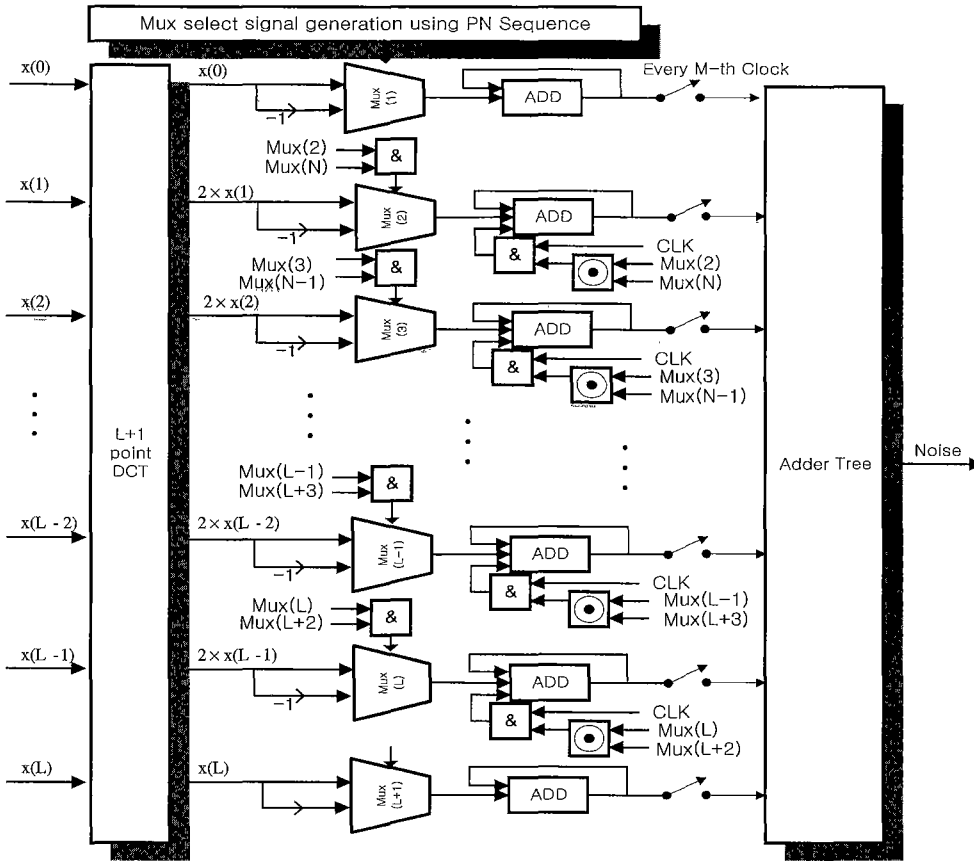 Mux select signal generation using PN Sequence
x(0)
x(0)
-1
Mux (1)
ADD
Every M-th Clock
Mux(2)
Mux(N)
&
x(1)
2 × x(1)
-1
Mux (2)
ADD
&
CLK
Mux(2)
Mux(N)
Mux(3)
Mux(N-1)
&
x(2)
2 × x(2)
-1
Mux (3)
ADD
&
CLK
Mux(3)
Mux(N-1)
L+1
point
DCT
Adder Tree
Noise
Mux(L-1)
Mux(L+3)
&
x(L - 2)
2 × x(L - 2)
-1
Mux (L-1)
ADD
&
CLK
Mux(L-1)
Mux(L+3)
Mux(L)
Mux(L+2)
&
x(L -1)
2 × x(L -1)
-1
Mux (L)
ADD
&
CLK
Mux(L)
Mux(L+2)
x(L)
x(L)
Mux (L+1)
ADD